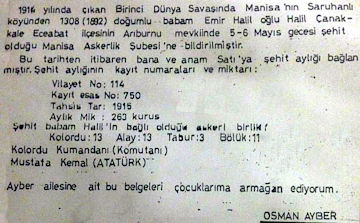 1914 yılında çıkan Birinci Dünya Savaşında Manisa'nın Saruhanlı
köyünden 1308 (1892) doğumlu babam Emir Halil oğlu Halil Çanak-
kale Eceabat ilçesinin Arıburnu mevkiinde 5-6 Mayıs gecesi şehit
olduğu Manisa Askerlik Şubesi'ne bildirilmiştir.
Bu tarihten itibaren bana ve anam Satı'ya şehit aylığı bağlan
mıştır. Şehit aylığının kayıt numaraları ve miktarı:
Vilayet No: 114
Kayıt esas No: 750
Tahsis Tar: 1915
Aylık Mik : 263 kuruş
Şehit babam Halil'in bağlı olduğu askeri birlik:
Kolordu:13 Alay:13 Tabur:3 Bölük:11
Kolordu Kumandanı (Komutanı)
Mustafa Kemal (ATATÜRK)
Ayber ailesine ait bu belgeleri çocuklarıma armağan ediyorum.
OSMAN AYBER